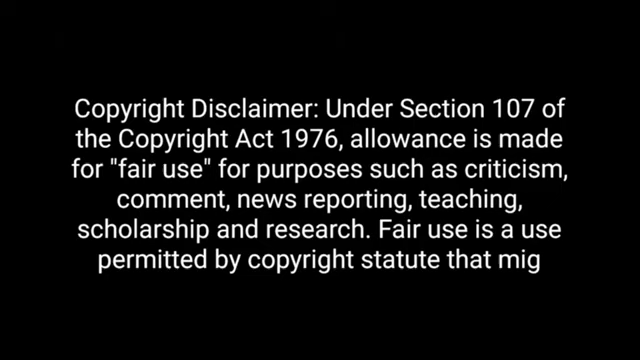 Copyright Disclaimer: Under Section 107 of
the Copyright Act 1976, allowance is made
for "fair use" for purposes such as criticism,
comment, news reporting, teaching,
scholarship and research. Fair use is a use
permitted by copyright statute that mig